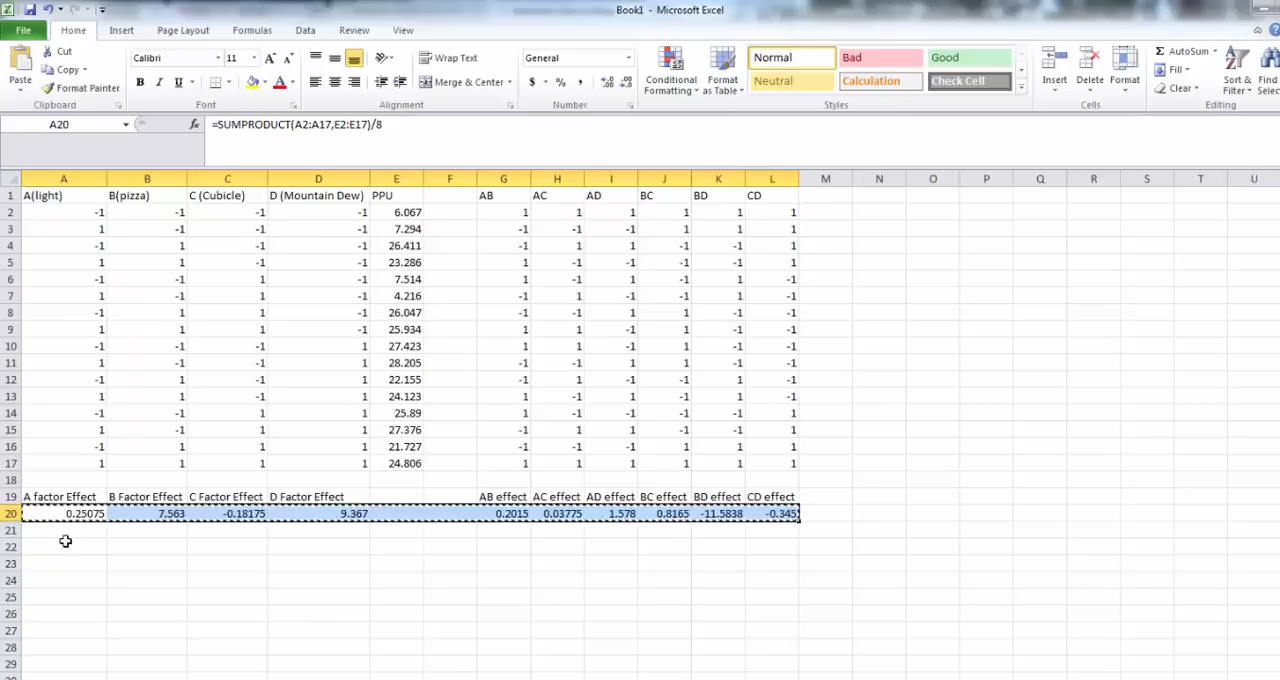 Book1 - Microsoft Excel
File Home Insert Page Layout Formulas Data Review View
Cut Calibri 11 Wrap Text General Normal Bad Good AutoSum
Copy Fill
Paste Format Painter B I U Merge & Center $ % , Conditional Formatting Format as Table Neutral Calculation Check Cell Insert Delete Format Clear Sort & Filter Find
Clipboard Font Alignment Number Styles Cells Editing
A20 fx =SUMPRODUCT(A2:A17,E2:E17)/8
A B C D E F G H I J K L M N O P Q R S T U
1 A(light) B(pizza) C (Cubicle) D (Mountain Dew) PPU AB AC AD BC BD CD
2 -1 -1 -1 -1 6.067 1 1 1 1 1 1
3 1 -1 -1 -1 7.294 -1 -1 -1 1 1 1
4 -1 1 -1 -1 26.411 -1 1 1 -1 -1 1
5 1 1 -1 -1 23.286 1 -1 -1 -1 -1 1
6 -1 -1 1 -1 7.514 1 -1 1 -1 1 -1
7 1 -1 1 -1 4.216 -1 1 -1 -1 1 -1
8 -1 1 1 -1 26.047 -1 -1 1 1 -1 -1
9 1 1 1 -1 25.934 1 1 -1 1 -1 -1
10 -1 -1 -1 1 27.423 1 1 -1 1 -1 -1
11 1 -1 -1 1 28.205 -1 -1 1 1 -1 -1
12 -1 1 -1 1 22.155 -1 1 -1 -1 1 -1
13 1 1 -1 1 24.123 1 -1 1 -1 1 -1
14 -1 -1 1 1 25.89 1 -1 -1 -1 -1 1
15 1 -1 1 1 27.376 -1 1 1 -1 -1 1
16 -1 1 1 1 21.727 -1 -1 -1 1 1 1
17 1 1 1 1 24.806 1 1 1 1 1 1
18
19 A factor Effect B Factor Effect C Factor Effect D Factor Effect AB effect AC effect AD effect BC effect BD effect CD effect
20 0.25075 7.563 -0.18175 9.367 0.2015 0.03775 1.578 0.8165 -11.5838 -0.345
21
22
23
24
25
26
27
28
29